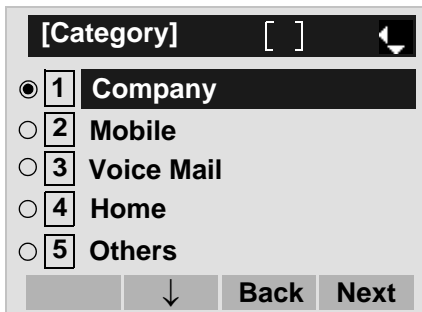 [Category] [ ]
1 Company
2 Mobile
3 Voice Mail
4 Home
5 Others
↓ Back Next